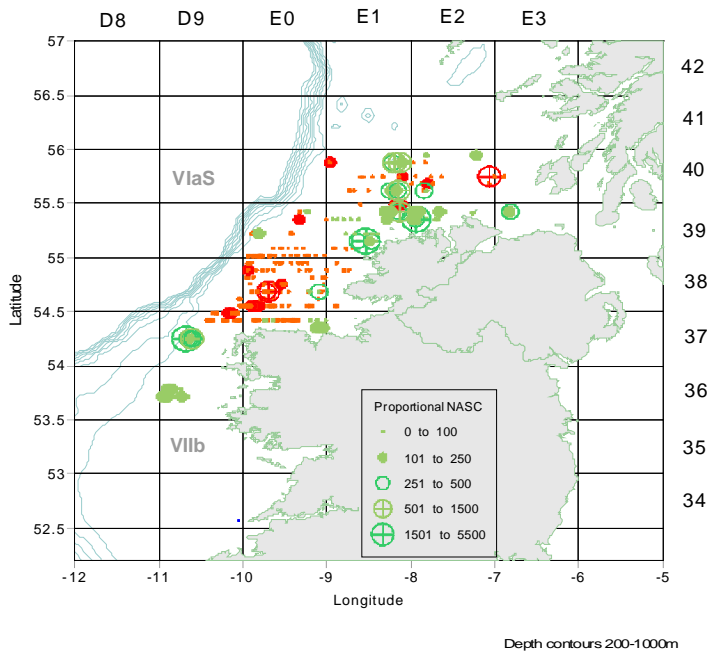 D8 D9 E0 E1 E2 E3
57
42
56.5
41
56
VIaS
40
55.5
39
55
Latitude
38
54.5
37
54
36
53.5
Proportional NASC
0 to 100
VIIb
101 to 250
35
53
251 to 500
34
501 to 1500
52.5
1501 to 5500
-12 -11 -10 -9 -8 -7 -6 -5
Longitude
Depth contours 200-1000m